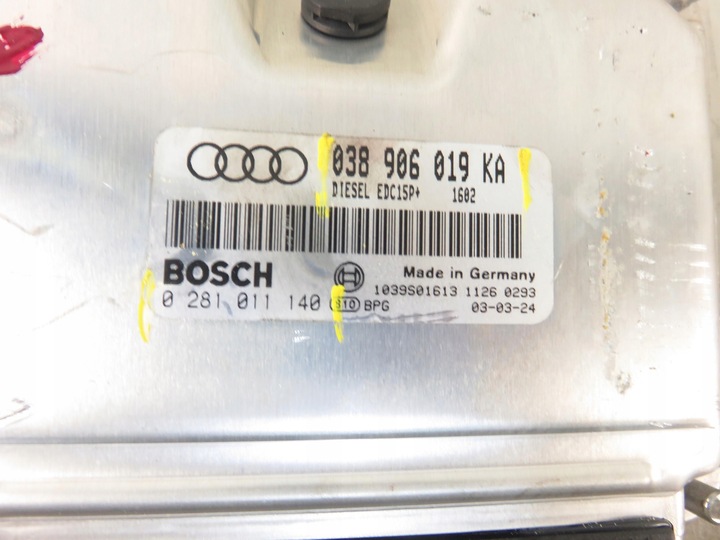 038 906 019 KA
DIESEL EDC15P+ 1602
BOSCH
Made in Germany
0 281 011 140
1039S01613 1126 0293
BPG 03-03-24